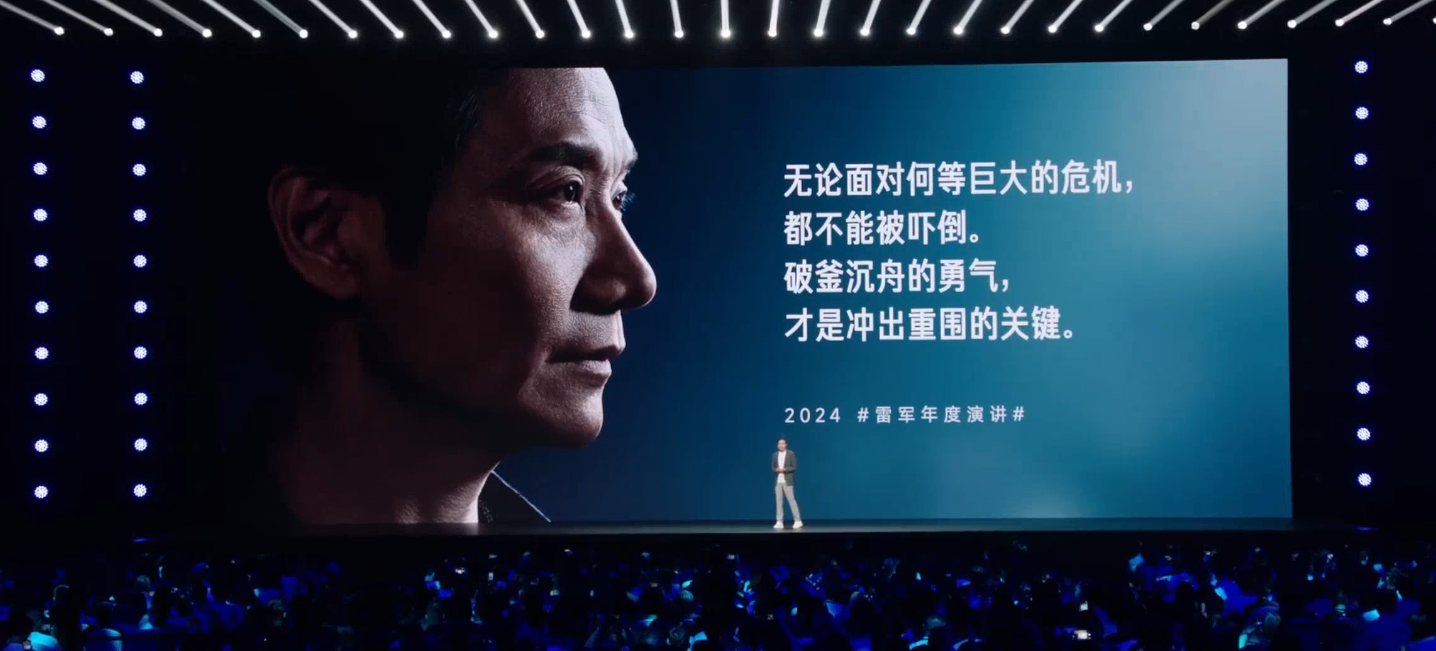 无论面对何等巨大的危机，
都不能被吓倒。
破釜沉舟的勇气，
才是冲出重围的关键。
2024 #雷军年度演讲#